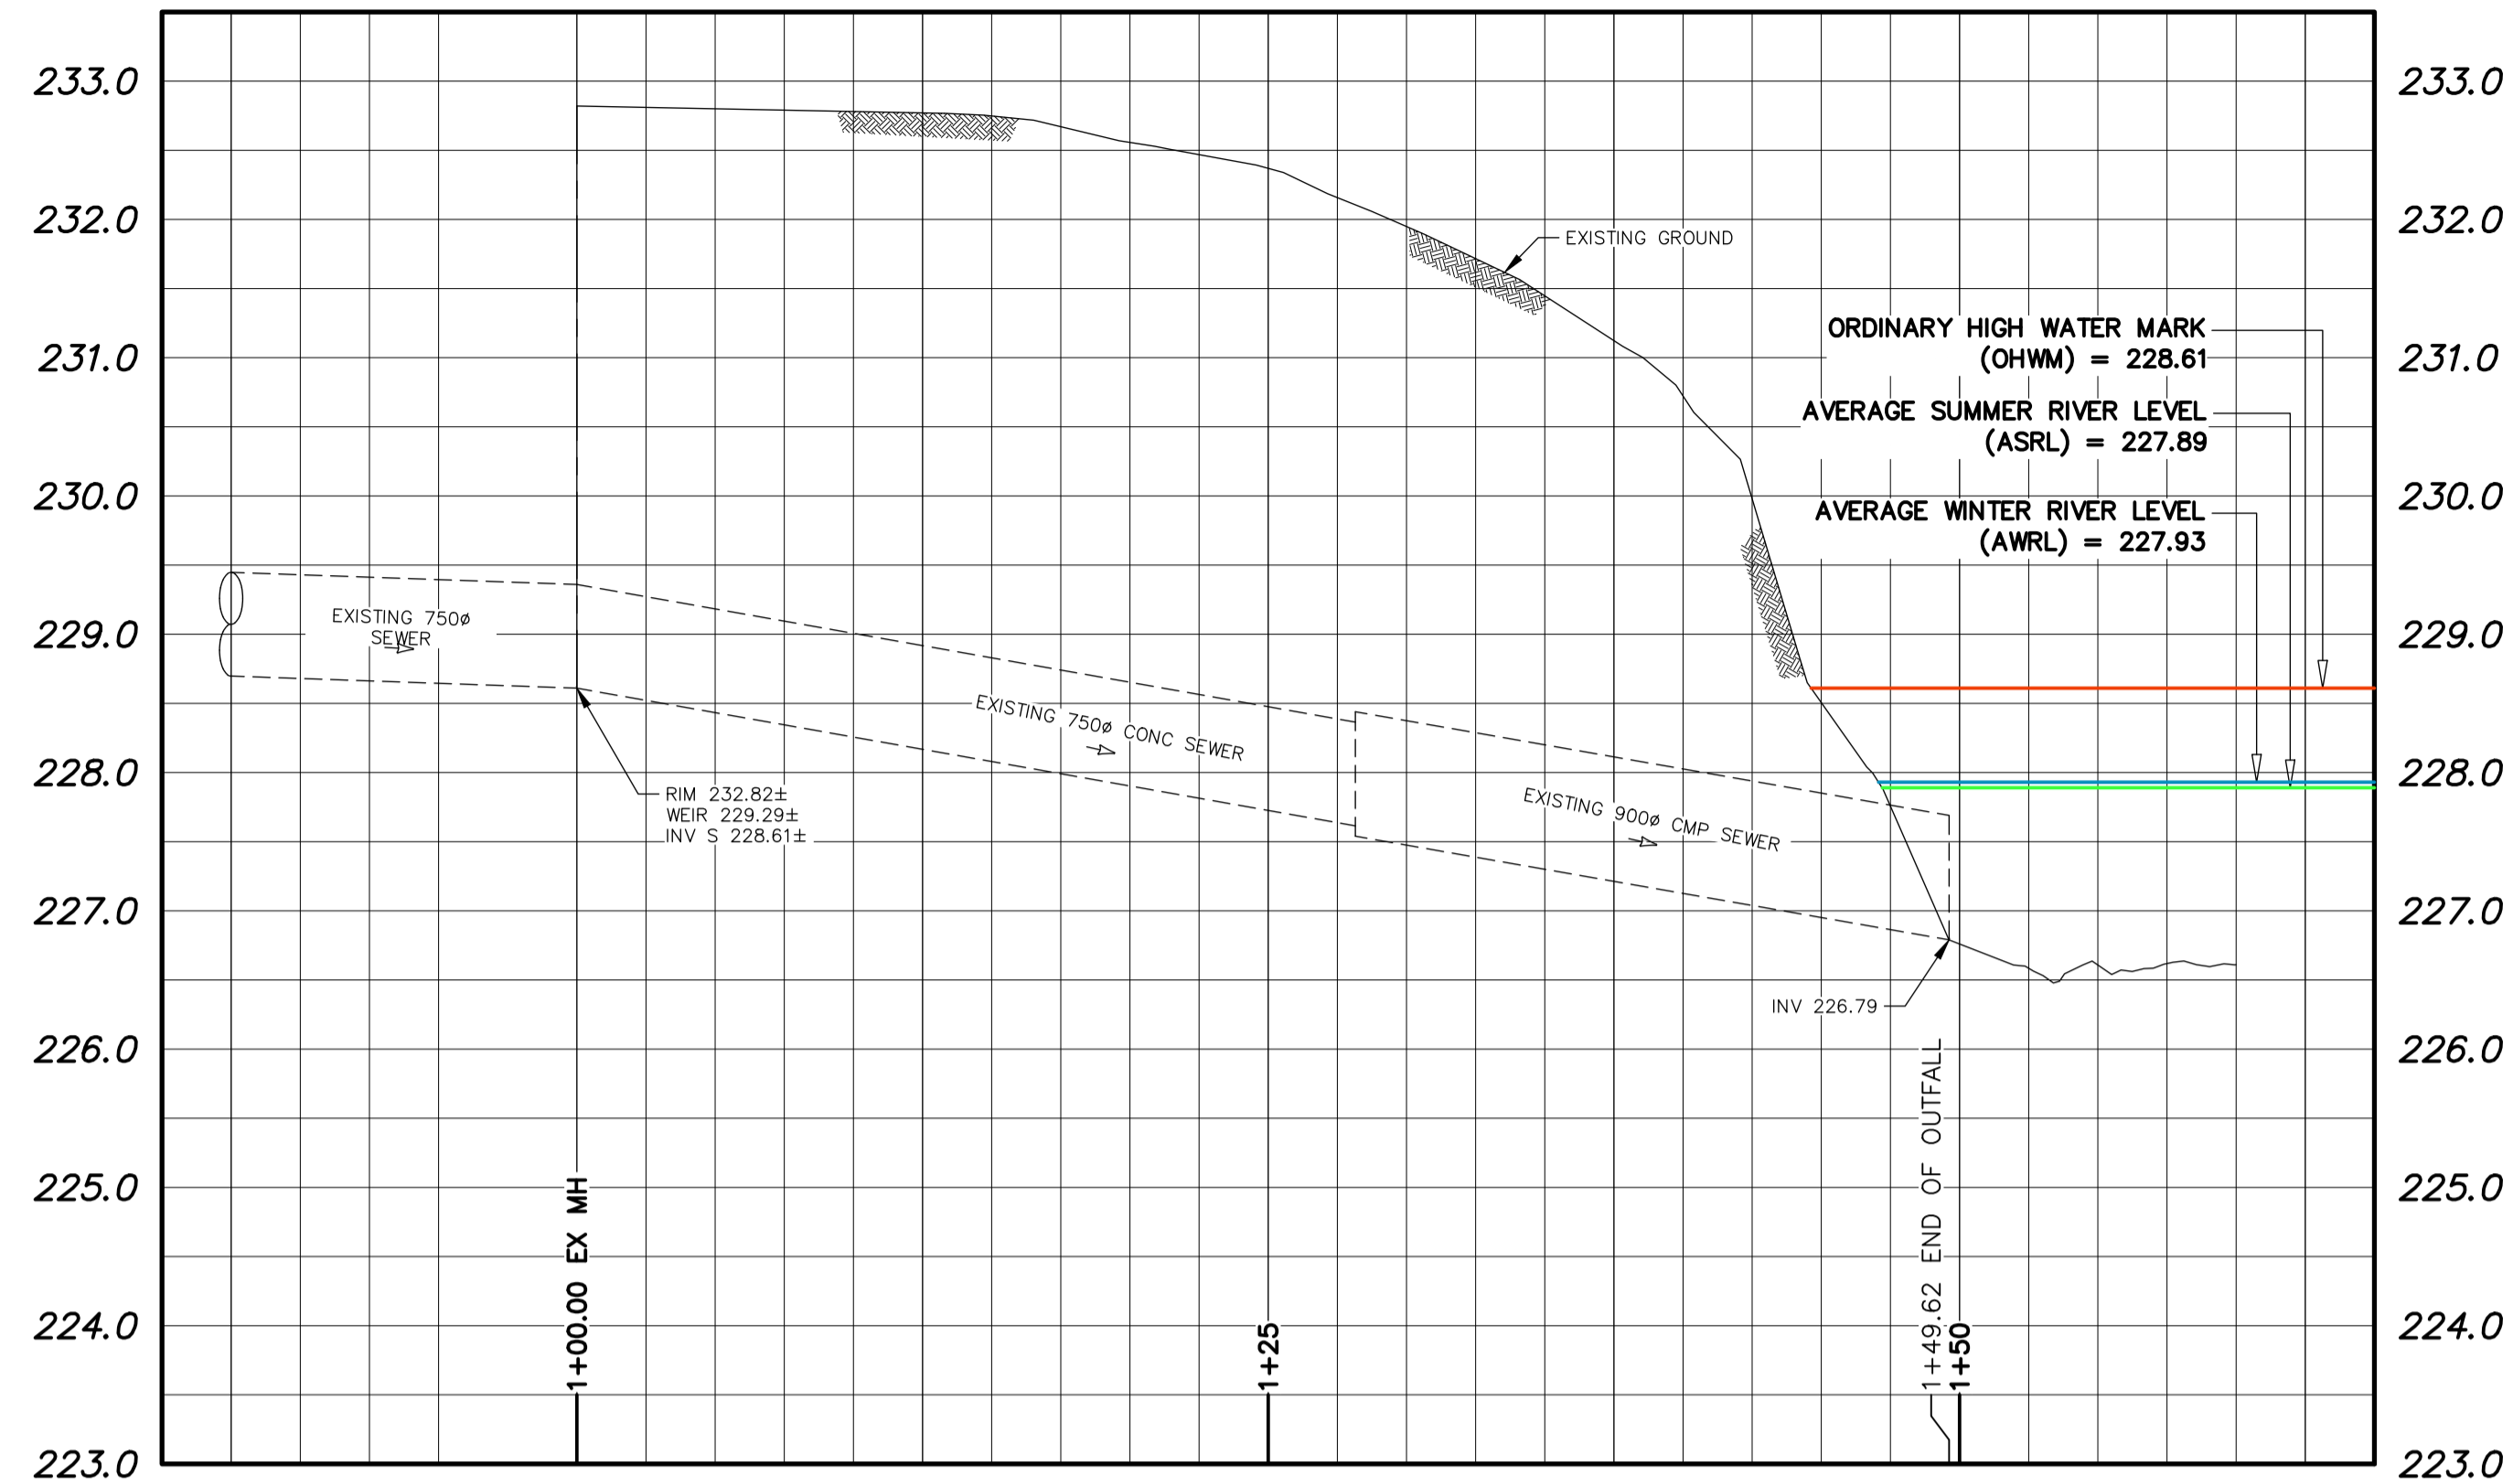 233.0
233.0
232.0
232.0
EXISTING GROUND
ORDINARY HIGH WATER MARK
(OHWM) = 228.61
231.0
231.0
AVERAGE SUMMER RIVER LEVEL
(ASRL) = 227.89
230.0
230.0
AVERAGE WINTER RIVER LEVEL
(AWRL) = 227.93
EXISTING 750ø
SEWER
229.0
229.0
EXISTING 750ø CONC SEWER
228.0
228.0
RIM 232.82±
WEIR 229.29±
INV S 228.61±
EXISTING 900ø CMP SEWER
227.0
227.0
INV 226.79
226.0
226.0
225.0
225.0
1+00.00 EX MH
1+25
1+49.62 END OF OUTFALL
1+50
224.0
224.0
223.0
223.0